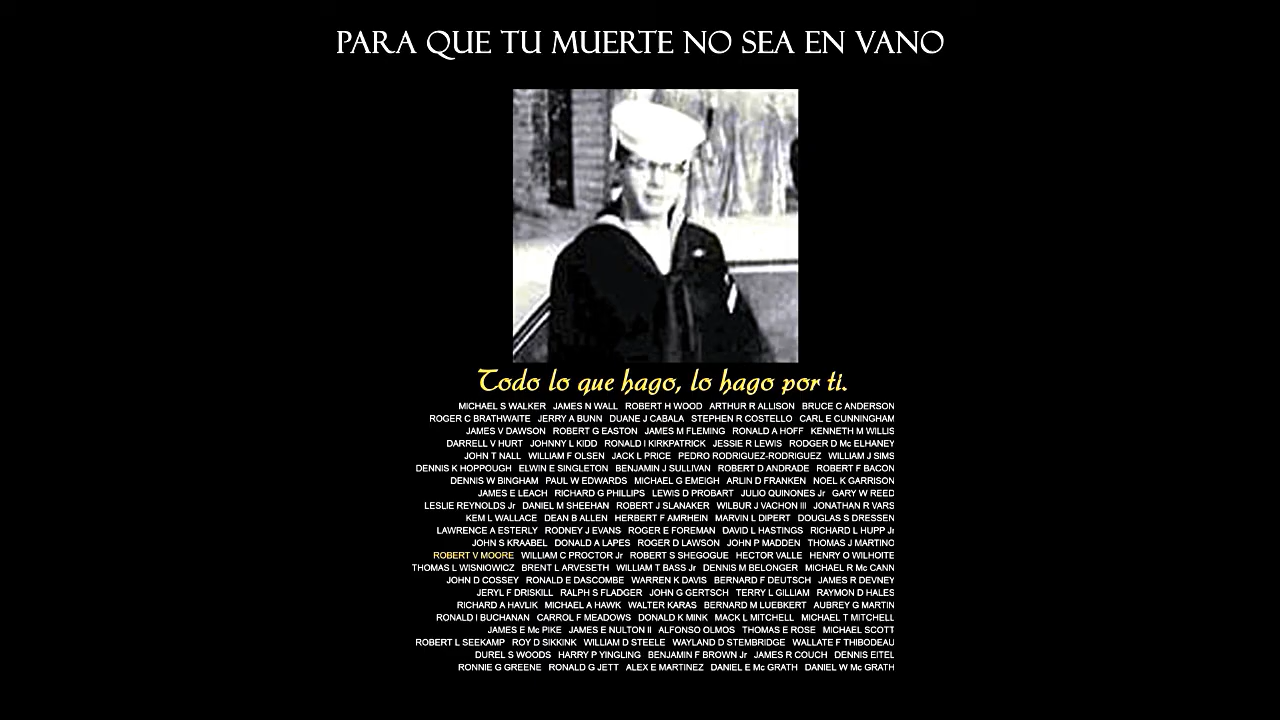 PARA QUE TU MUERTE NO SEA EN VANO
Todo lo que hago, lo hago por ti.
MICHAEL S WALKER JAMES N WALL ROBERT H WOOD ARTHUR R ALLISON BRUCE C ANDERSON
ROGER C BRATHWAITE JERRY A BUNN DUANE J CABALA STEPHEN R COSTELLO CARL E CUNNINGHAM
JAMES V DAWSON ROBERT G EASTON JAMES M FLEMING RONALD A HOFF KENNETH M WILLIS
DARRELL V HURT JOHNNY L KIDD RONALD I KIRKPATRICK JESSIE R LEWIS RODGER D Mc ELHANEY
JOHN T NALL WILLIAM F OLSEN JACK L PRICE PEDRO RODRIGUEZ-RODRIGUEZ WILLIAM J SIMS
DENNIS K HOPPOUGH ELWIN E SINGLETON BENJAMIN J SULLIVAN ROBERT D ANDRADE ROBERT F BACON
DENNIS W BINGHAM PAUL W EDWARDS MICHAEL G EMEIGH ARLIN D FRANKEN NOEL K GARRISON
JAMES E LEACH RICHARD G PHILLIPS LEWIS D PROBART JULIO QUINONES Jr GARY W REED
LESLIE REYNOLDS Jr DANIEL M SHEEHAN ROBERT J SLANAKER WILBUR J VACHON III JONATHAN R VARS
KEM L WALLACE DEAN B ALLEN HERBERT F AMRHEIN MARVIN L DIPERT DOUGLAS S DRESSEN
LAWRENCE A ESTERLY RODNEY J EVANS ROGER E FOREMAN DAVID L HASTINGS RICHARD L HUPP Jr
JOHN S KRAABEL DONALD A LAPES ROGER D LAWSON JOHN P MADDEN THOMAS J MARTINO
ROBERT V MOORE WILLIAM C PROCTOR Jr ROBERT S SHEGOGUE HECTOR VALLE HENRY O WILHOITE
THOMAS L WISNIOWICZ BRENT L ARVESETH WILLIAM T BASS Jr DENNIS M BELONGER MICHAEL R Mc CANN
JOHN D COSSEY RONALD E DASCOMBE WARREN K DAVIS BERNARD F DEUTSCH JAMES R DEVNEY
JERYL F DRISKILL RALPH S FLADGER JOHN G GERTSCH TERRY L GILLIAM RAYMON D HALES
RICHARD A HAVLIK MICHAEL A HAWK WALTER KARAS BERNARD M LUEBKERT AUBREY G MARTIN
RONALD I BUCHANAN CARROL F MEADOWS DONALD K MINK MACK L MITCHELL MICHAEL T MITCHELL
JAMES E Mc PIKE JAMES E NULTON II ALFONSO OLMOS THOMAS E ROSE MICHAEL SCOTT
ROBERT L SEEKAMP ROY D SIKKINK WILLIAM D STEELE WAYLAND D STEMBRIDGE WALLATE F THIBODEAU
DUREL S WOODS HARRY P YINGLING BENJAMIN F BROWN Jr JAMES R COUCH DENNIS EITEL
RONNIE G GREENE RONALD G JETT ALEX E MARTINEZ DANIEL E Mc GRATH DANIEL W Mc GRATH